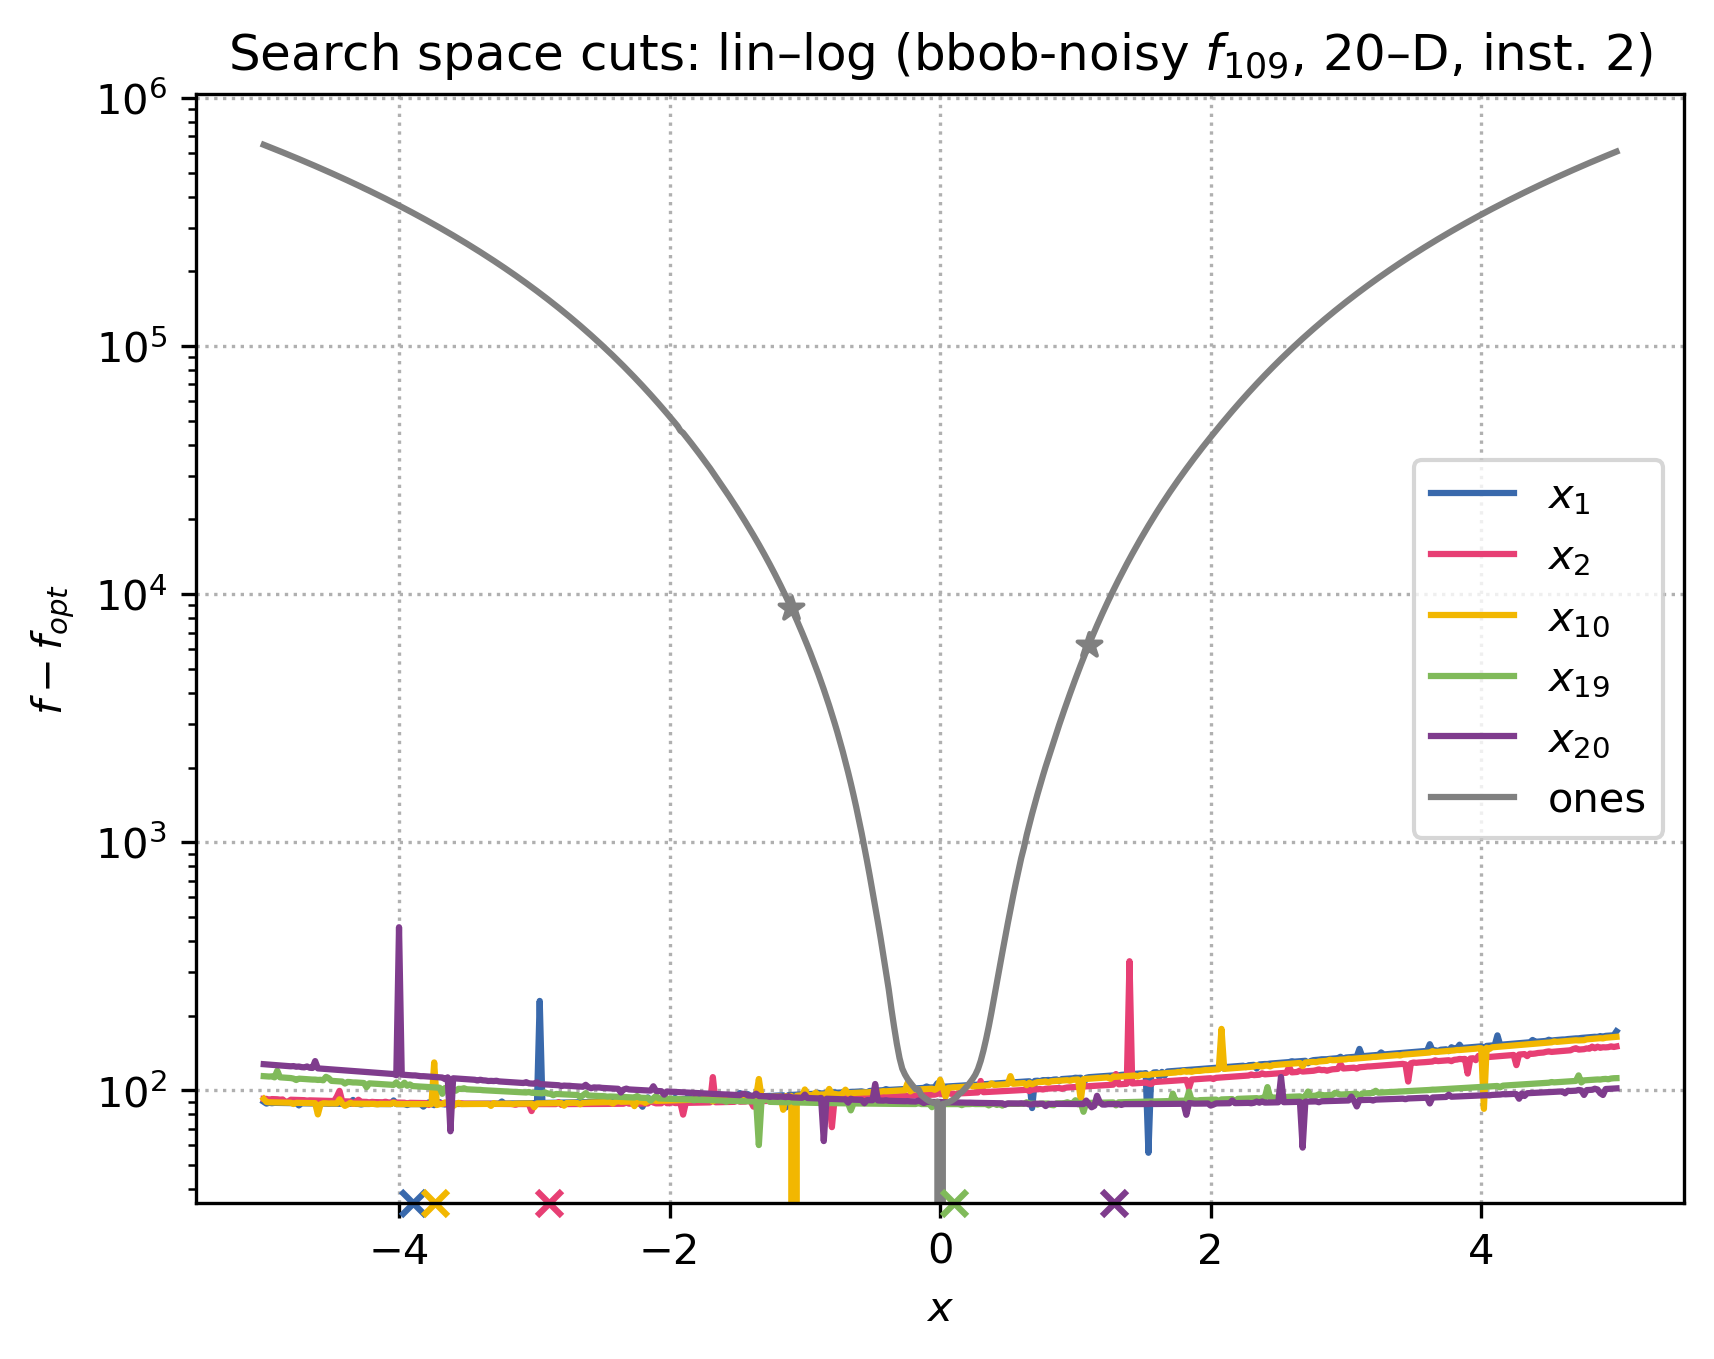 Search space cuts: lin–log (bbob-noisy f109, 20–D, inst. 2)
10^6
10^5
10^4
10^3
10^2
f − fopt
x1
x2
x10
x19
x20
ones
−4
−2
0
2
4
x